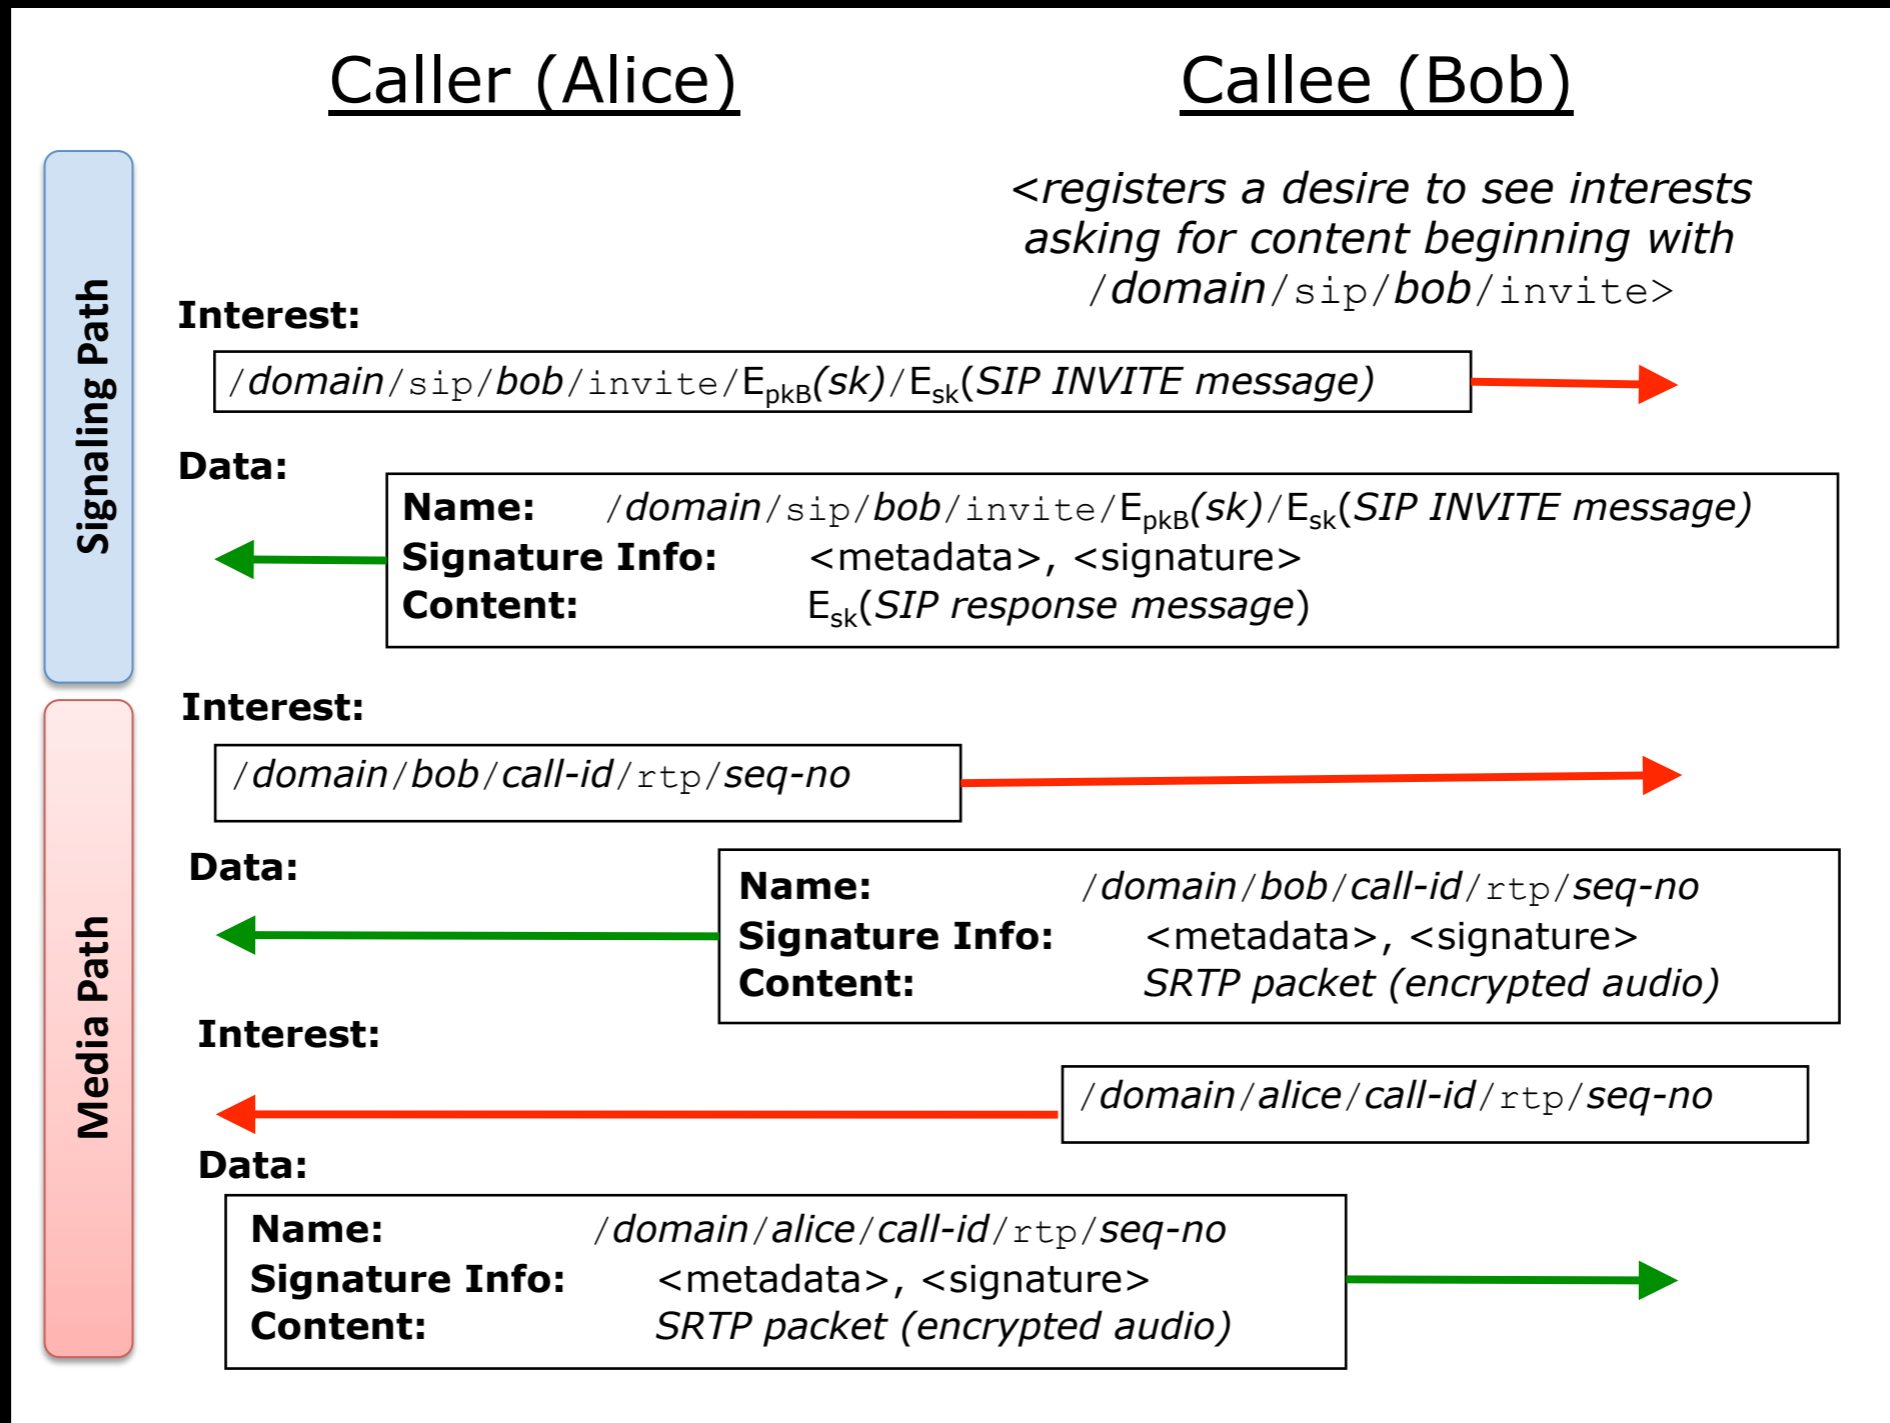 Caller (Alice)
Callee (Bob)
<registers a desire to see interests
asking for content beginning with
/domain/sip/bob/invite>
Signaling Path
Interest:
/domain/sip/bob/invite/EpkB(sk)/Esk(SIP INVITE message)
Data:
Name: /domain/sip/bob/invite/EpkB(sk)/Esk(SIP INVITE message)
Signature Info: <metadata>, <signature>
Content: Esk(SIP response message)
Media Path
Interest:
/domain/bob/call-id/rtp/seq-no
Data:
Name: /domain/bob/call-id/rtp/seq-no
Signature Info: <metadata>, <signature>
Content: SRTP packet (encrypted audio)
Interest:
/domain/alice/call-id/rtp/seq-no
Data:
Name: /domain/alice/call-id/rtp/seq-no
Signature Info: <metadata>, <signature>
Content: SRTP packet (encrypted audio)